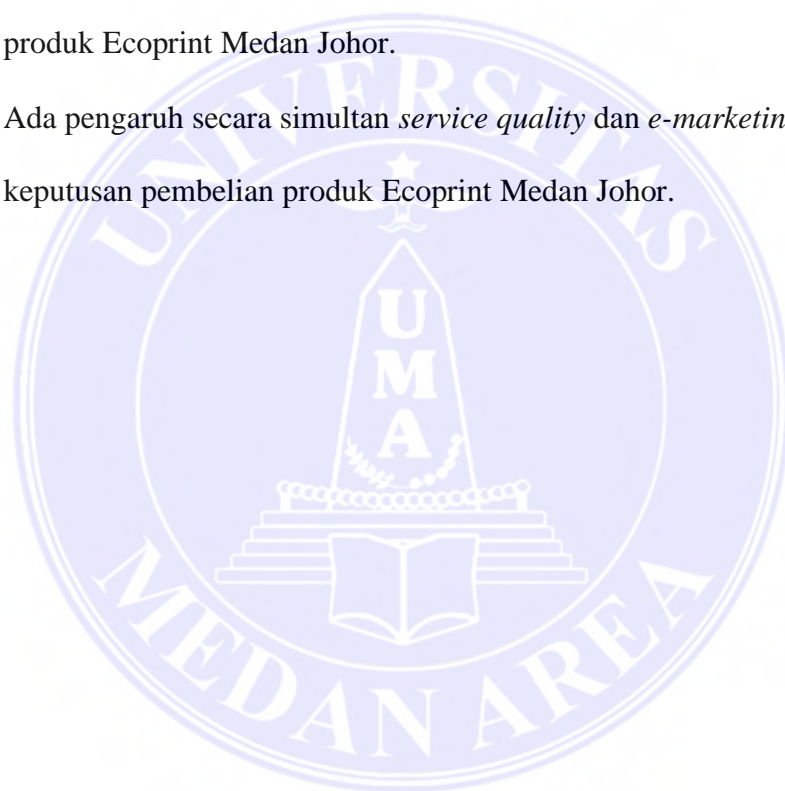 produk Ecoprint Medan Johor.
Ada pengaruh secara simultan service quality dan e-marketin
keputusan pembelian produk Ecoprint Medan Johor.
UNIVERSITAS
UMA
MEDAN AREA